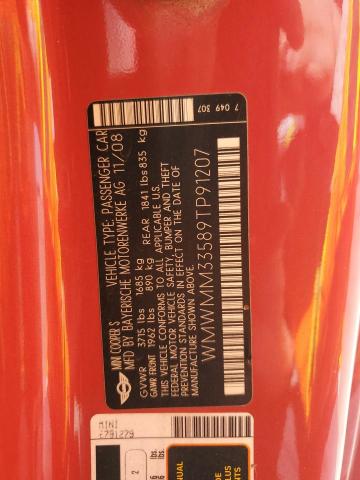 MINI COOPER S
VEHICLE TYPE: PASSENGER CAR
MFD BY BAYERISCHE MOTORENWERKE AG 11/08
GVWR 3715 lbs 1685 kg
GAWR FRONT 1962 lbs 890 kg REAR 1841 lbs 835 kg
THIS VEHICLE CONFORMS TO ALL APPLICABLE U.S.
FEDERAL MOTOR VEHICLE SAFETY, BUMPER AND THEFT
PREVENTION STANDARDS IN EFFECT ON THE DATE OF
MANUFACTURE SHOWN ABOVE.
WMWMM33589TP91207
7 049 307
MINI
2